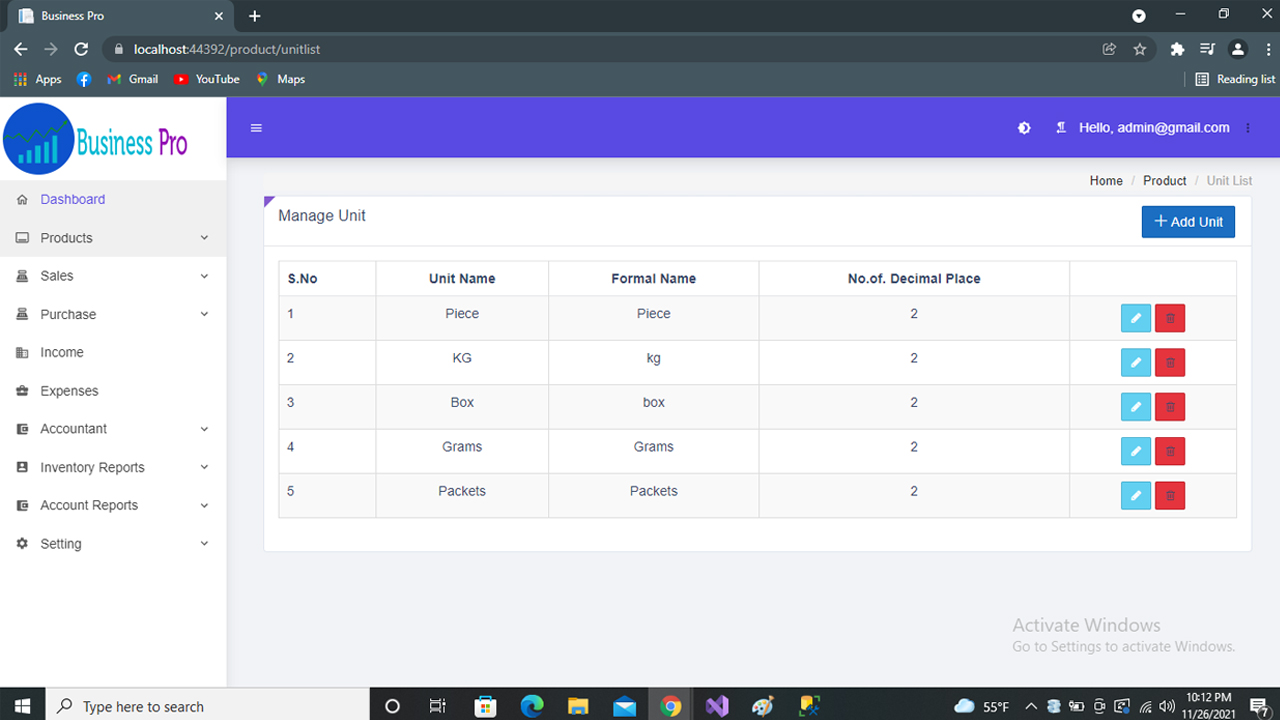 Business Pro
localhost:44392/product/unitlist
Apps Gmail YouTube Maps Reading list
Business Pro
Hello, admin@gmail.com
Home / Product / Unit List
Dashboard
Products
Sales
Purchase
Income
Expenses
Accountant
Inventory Reports
Account Reports
Setting
Manage Unit
+ Add Unit
S.No Unit Name Formal Name No.of. Decimal Place
1 Piece Piece 2
2 KG kg 2
3 Box box 2
4 Grams Grams 2
5 Packets Packets 2
Activate Windows
Go to Settings to activate Windows.
Type here to search
55°F
10:12 PM
11/26/2021
7